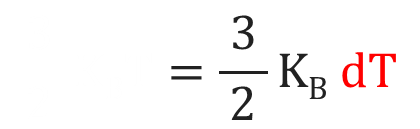 = 3/2 K_B dT